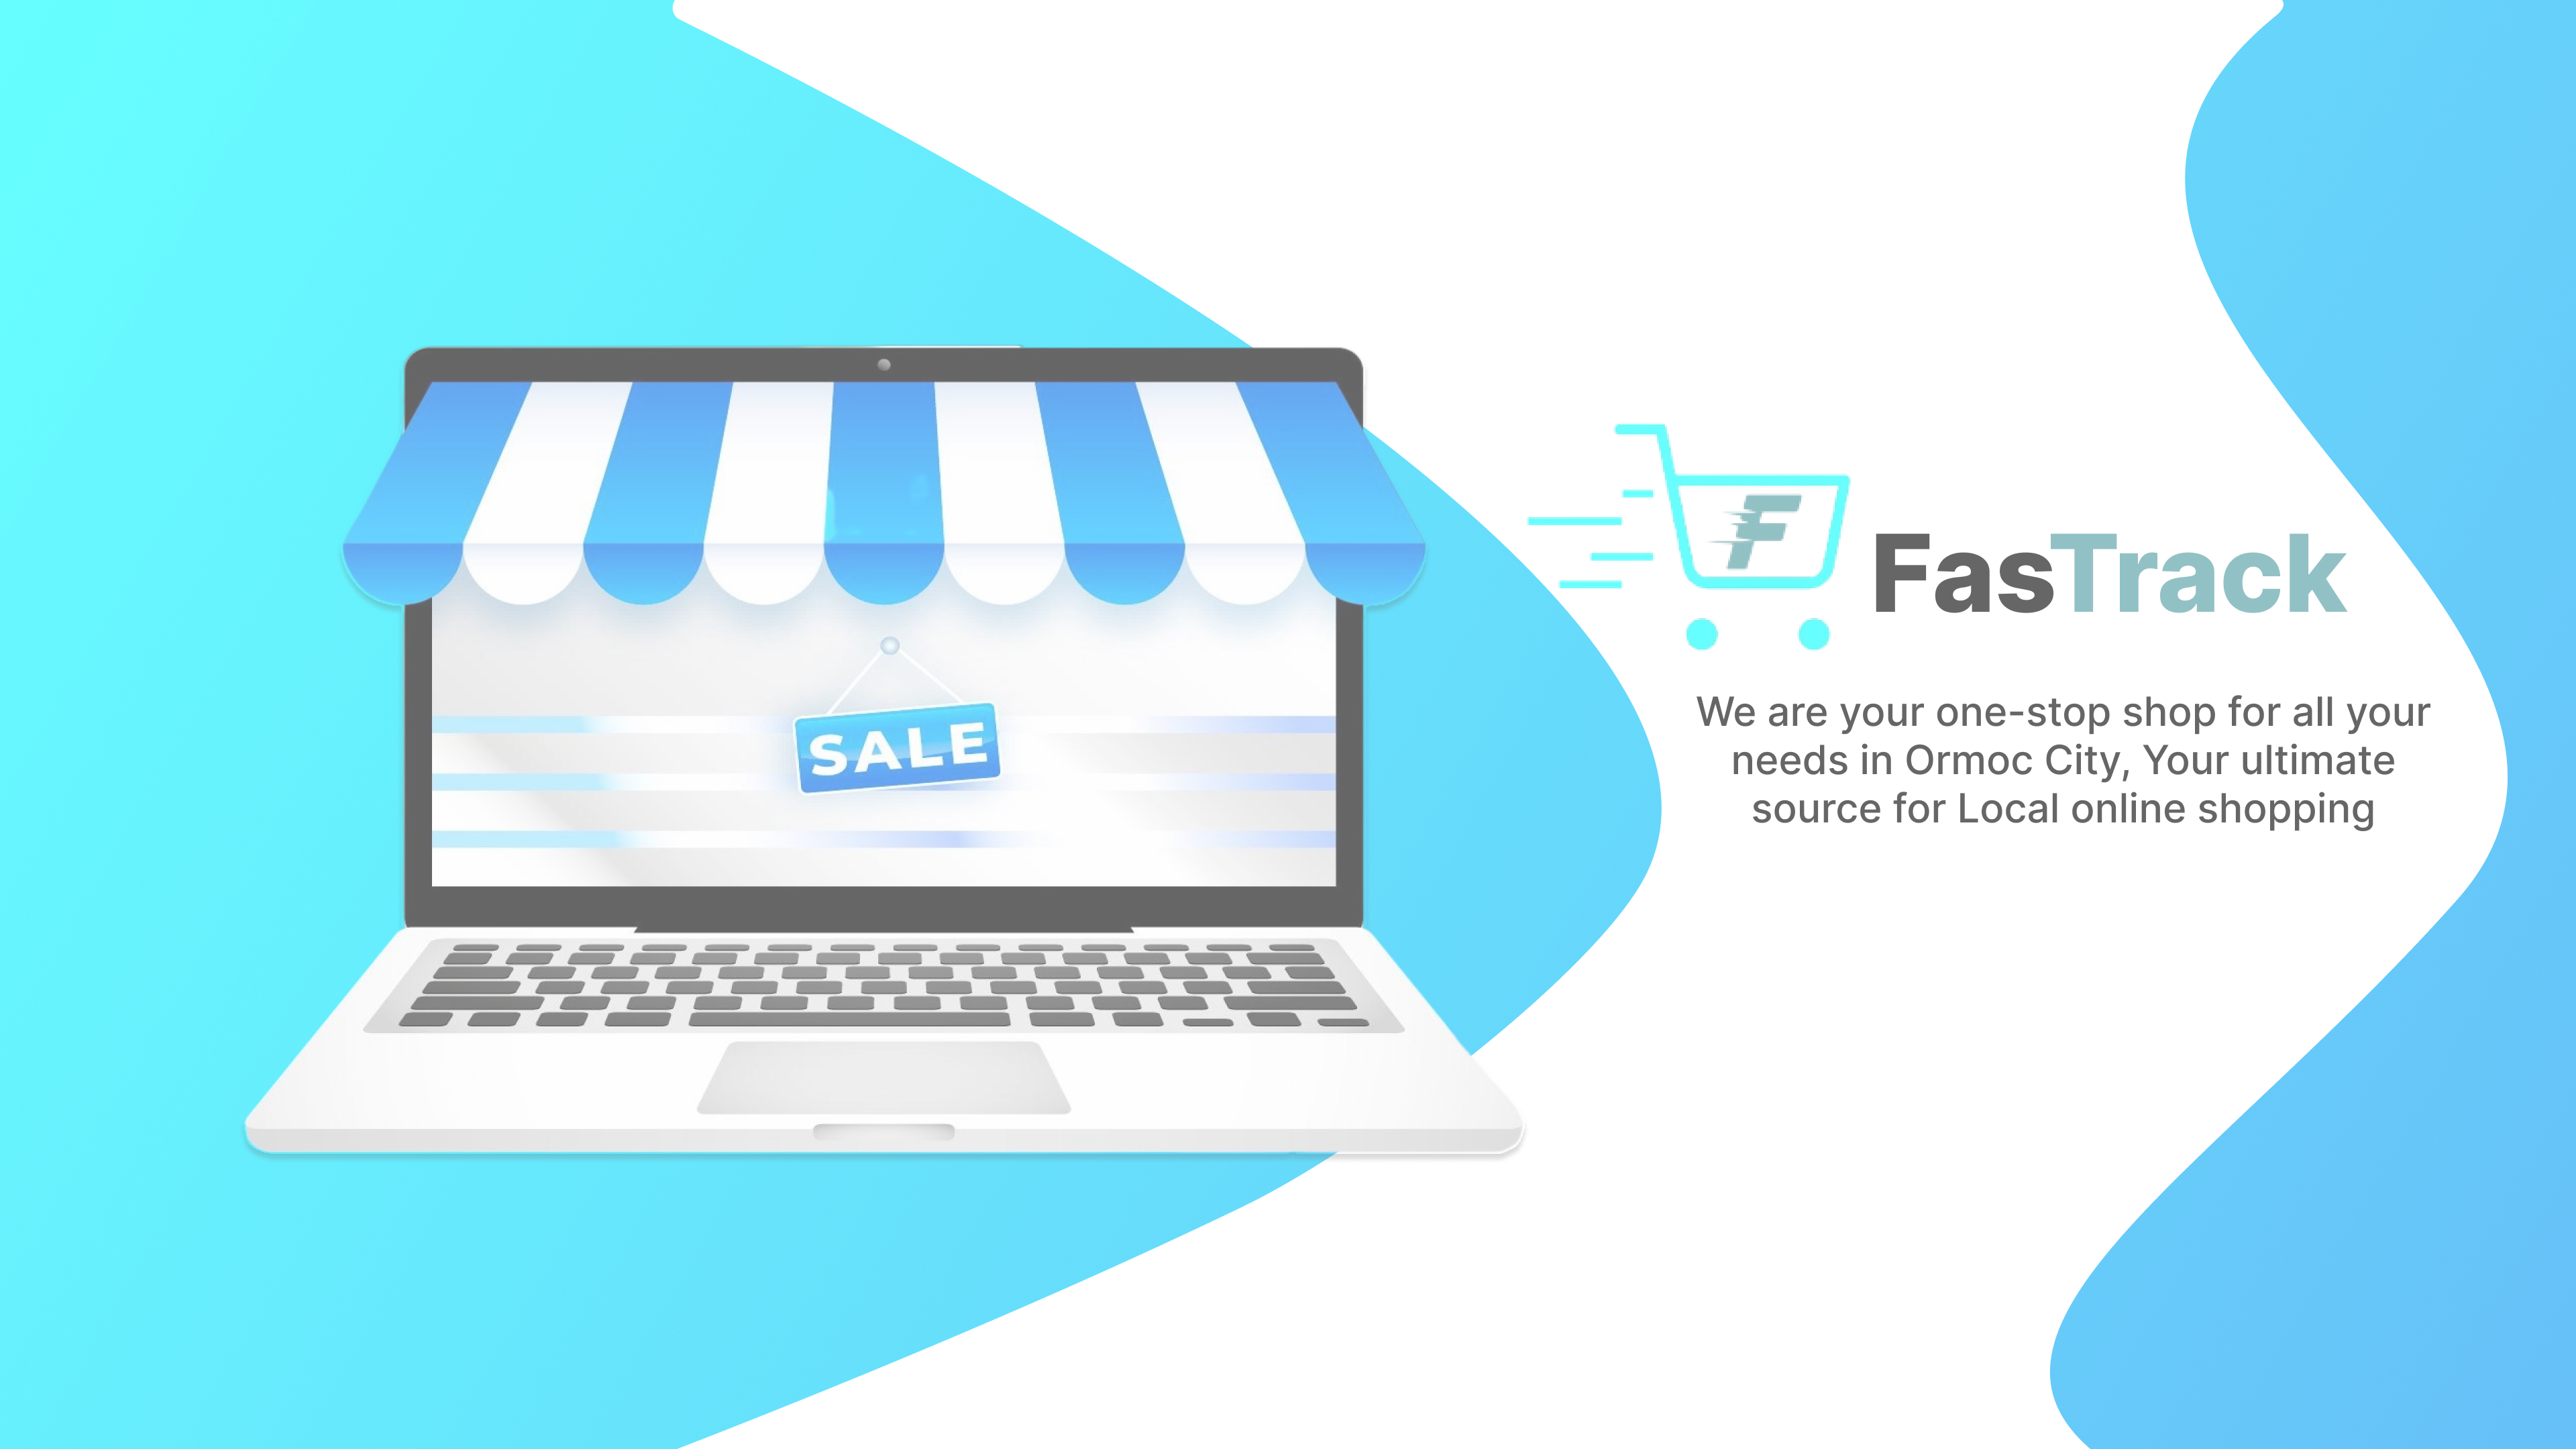 SALE
F
FasTrack
We are your one-stop shop for all your
needs in Ormoc City, Your ultimate
source for Local online shopping